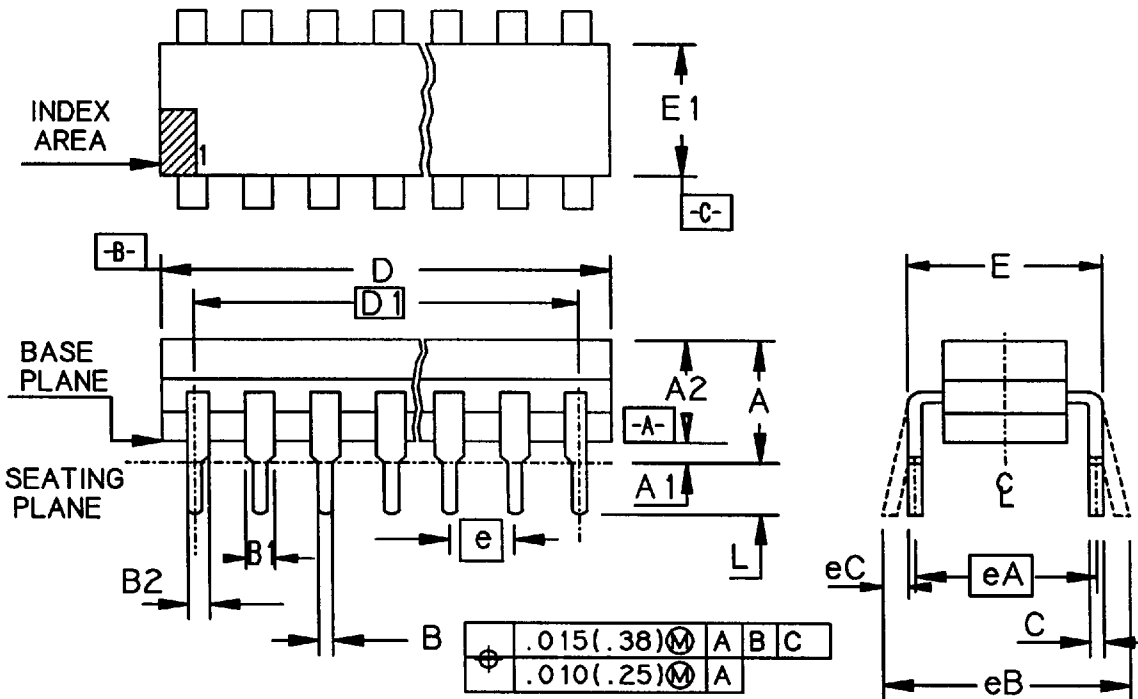 INDEX
AREA
1
E1
-C-
-B-
D
D1
E
BASE
PLANE
A2
A
-A-
SEATING
PLANE
A1
C L
B1
e
L
B2
eC
eA
B
.015(.38)Ⓜ A B C
.010(.25)Ⓜ A
C
eB